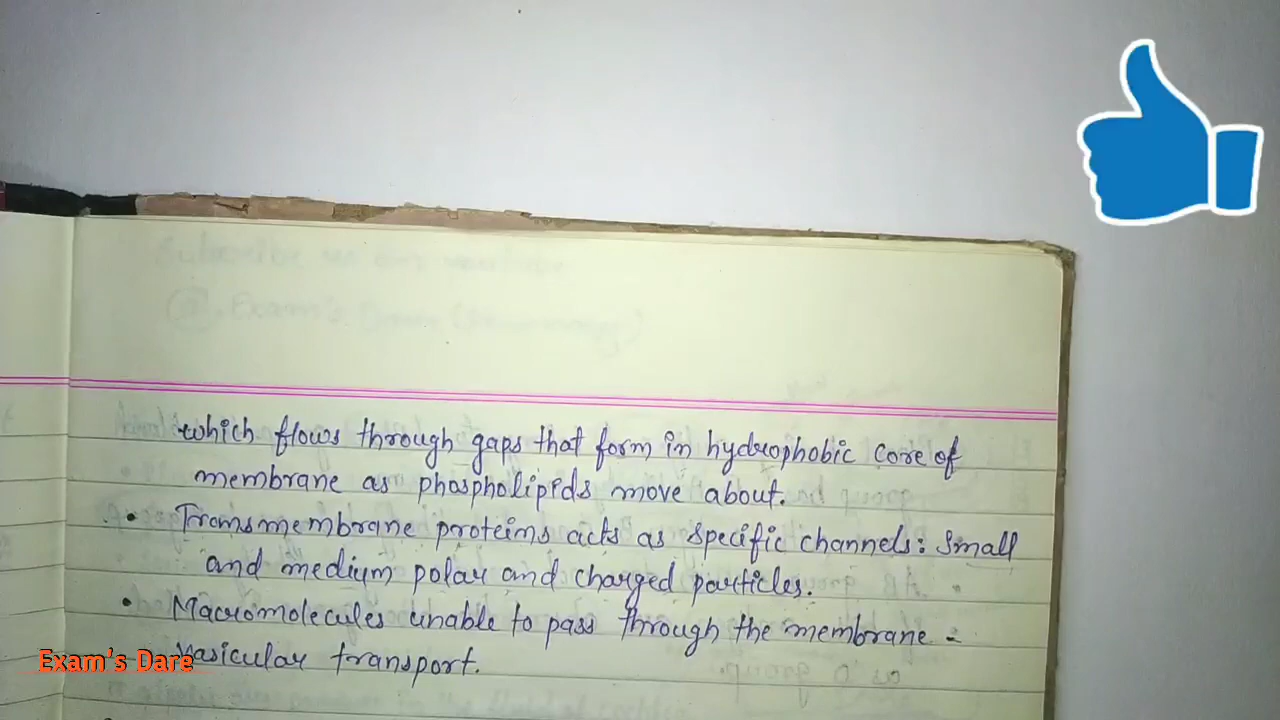 which flows through gaps that form in hydrophobic core of
membrane as phospholipids move about.
• Transmembrane proteins acts as specific channels: Small
and medium polar and charged particles.
• Macromolecules unable to pass through the membrane -
Vasicular transport.
Exam's Dare